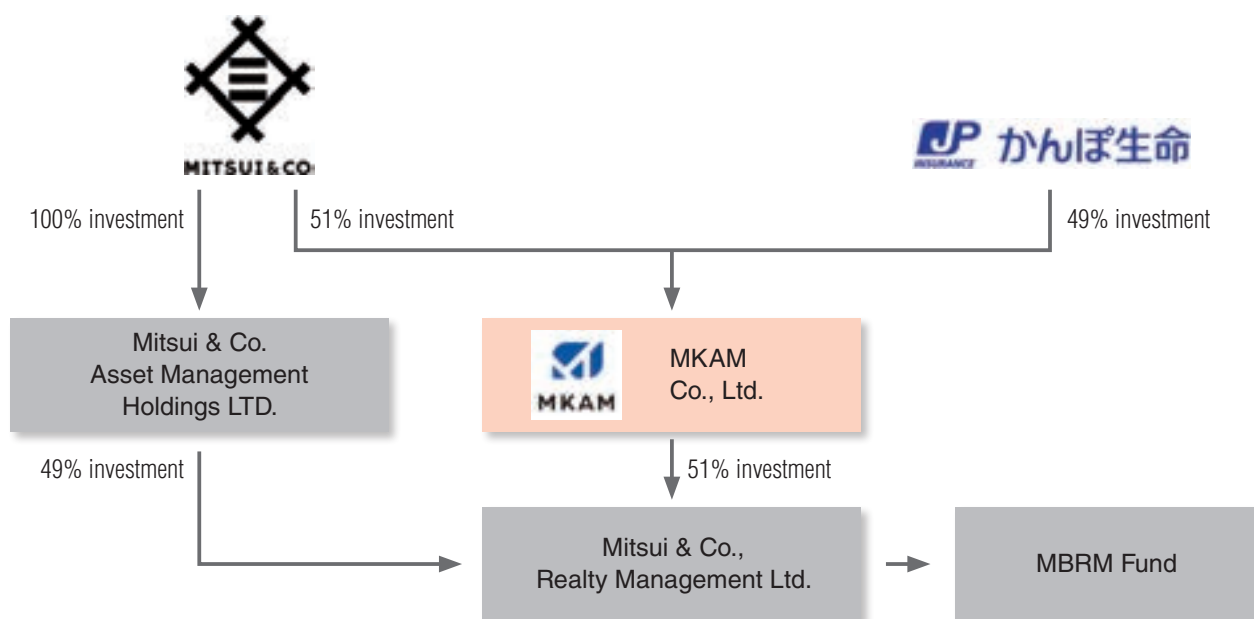 MITSUI & CO
JP
INSURANCE
かんぽ生命
100% investment
51% investment
49% investment
Mitsui & Co.
Asset Management
Holdings LTD.
MKAM
MKAM
Co., Ltd.
49% investment
51% investment
Mitsui & Co.,
Realty Management Ltd.
MBRM Fund